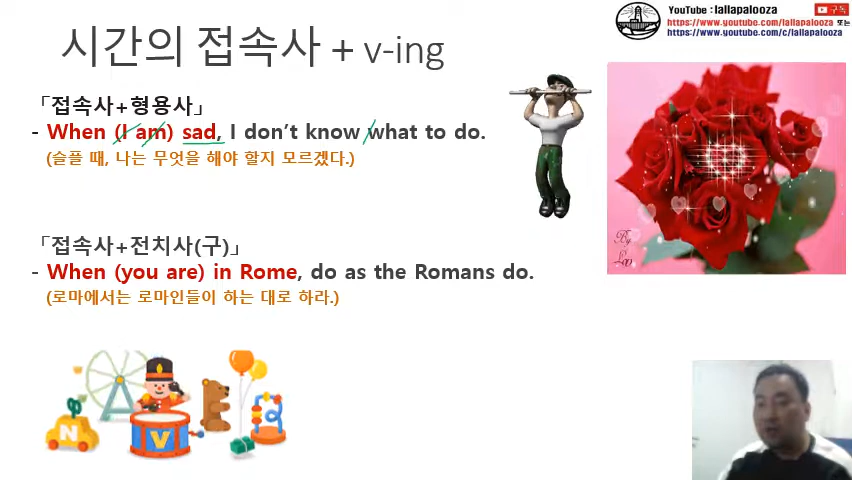 YouTube : lallapalooza
구독
https://www.youtube.com/lallapalooza 또는
https://www.youtube.com/c/lallapalooza
시간의 접속사 + v-ing
「접속사+형용사」
- When (I am) sad, I don't know what to do.
(슬플 때, 나는 무엇을 해야 할지 모르겠다.)
「접속사+전치사(구)」
- When (you are) in Rome, do as the Romans do.
(로마에서는 로마인들이 하는 대로 하라.)
By
Loo
N
V